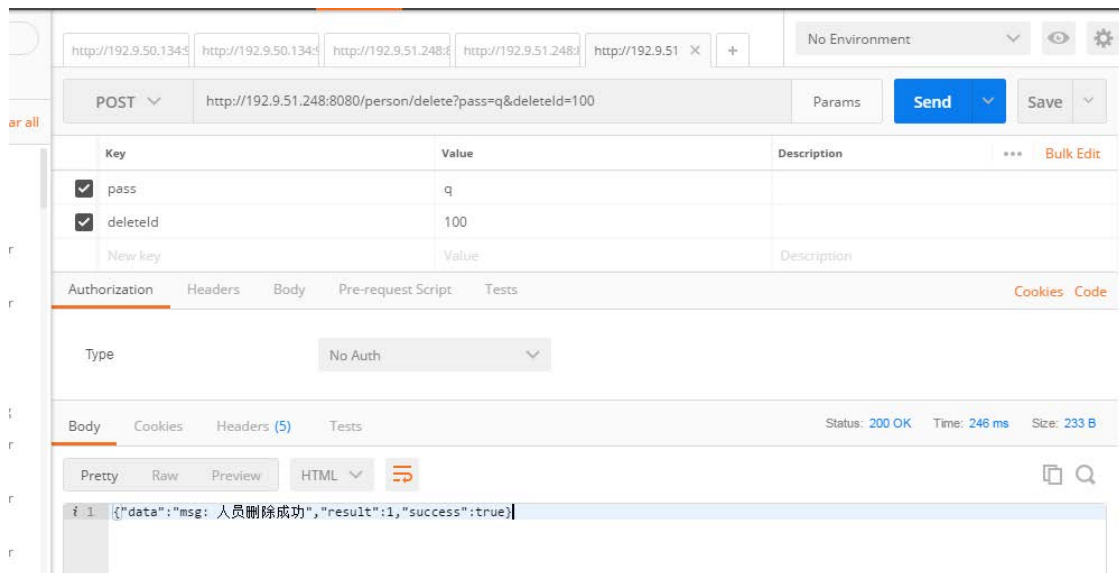 http://192.9.50.134:9 http://192.9.50.134:9 http://192.9.51.248:8 http://192.9.51.248:8 http://192.9.51 × + No Environment
POST http://192.9.51.248:8080/person/delete?pass=q&deleteId=100 Params Send Save
ar all
Key Value Description ••• Bulk Edit
pass q
deleteId 100
New key Value Description
r
Authorization Headers Body Pre-request Script Tests Cookies Code
r
Type No Auth
g
Body Cookies Headers (5) Tests Status: 200 OK Time: 246 ms Size: 233 B
r
Pretty Raw Preview HTML
r
i 1 {"data":"msg: 人员删除成功","result":1,"success":true}
r